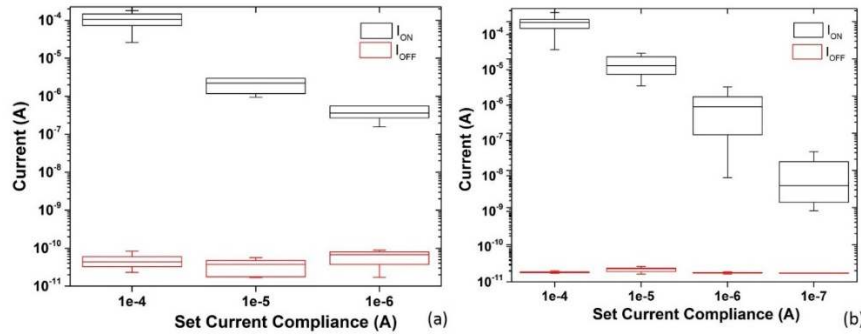 10⁻⁴
10⁻⁵
10⁻⁶
10⁻⁷
10⁻⁸
10⁻⁹
10⁻¹⁰
10⁻¹¹
Current (A)
I_ON
I_OFF
1e-4 1e-5 1e-6
Set Current Compliance (A)
(a)
10⁻⁴
10⁻⁵
10⁻⁶
10⁻⁷
10⁻⁸
10⁻⁹
10⁻¹⁰
10⁻¹¹
Current (A)
I_ON
I_OFF
1e-4 1e-5 1e-6 1e-7
Set Current Compliance (A)
(b)